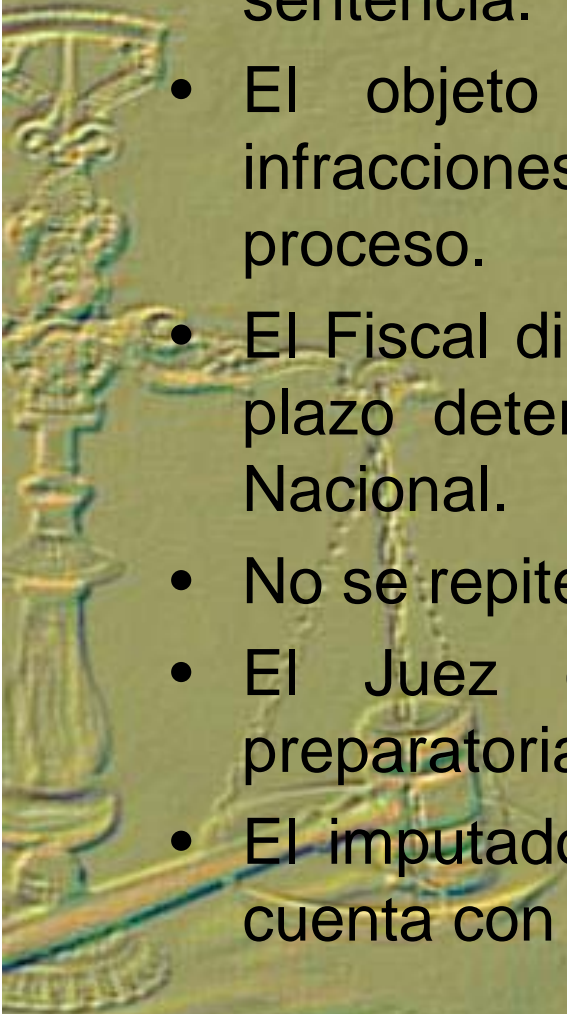 sentencia.
• El objeto
infracciones
proceso.
• El Fiscal di
plazo deter
Nacional.
• No se repite
• El Juez
preparatoria
• El imputado
cuenta con